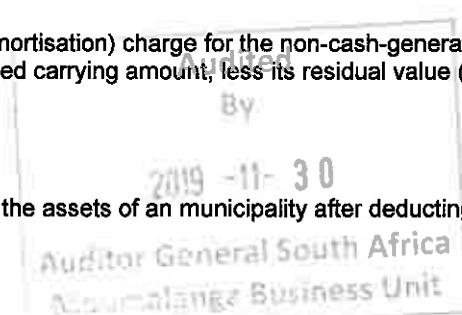 mortisation) charge for the non-cash-genera
ed carrying amount, less its residual value (
Audited
By
2019 -11- 30
the assets of an municipality after deducting
Auditor General South Africa
Business Unit